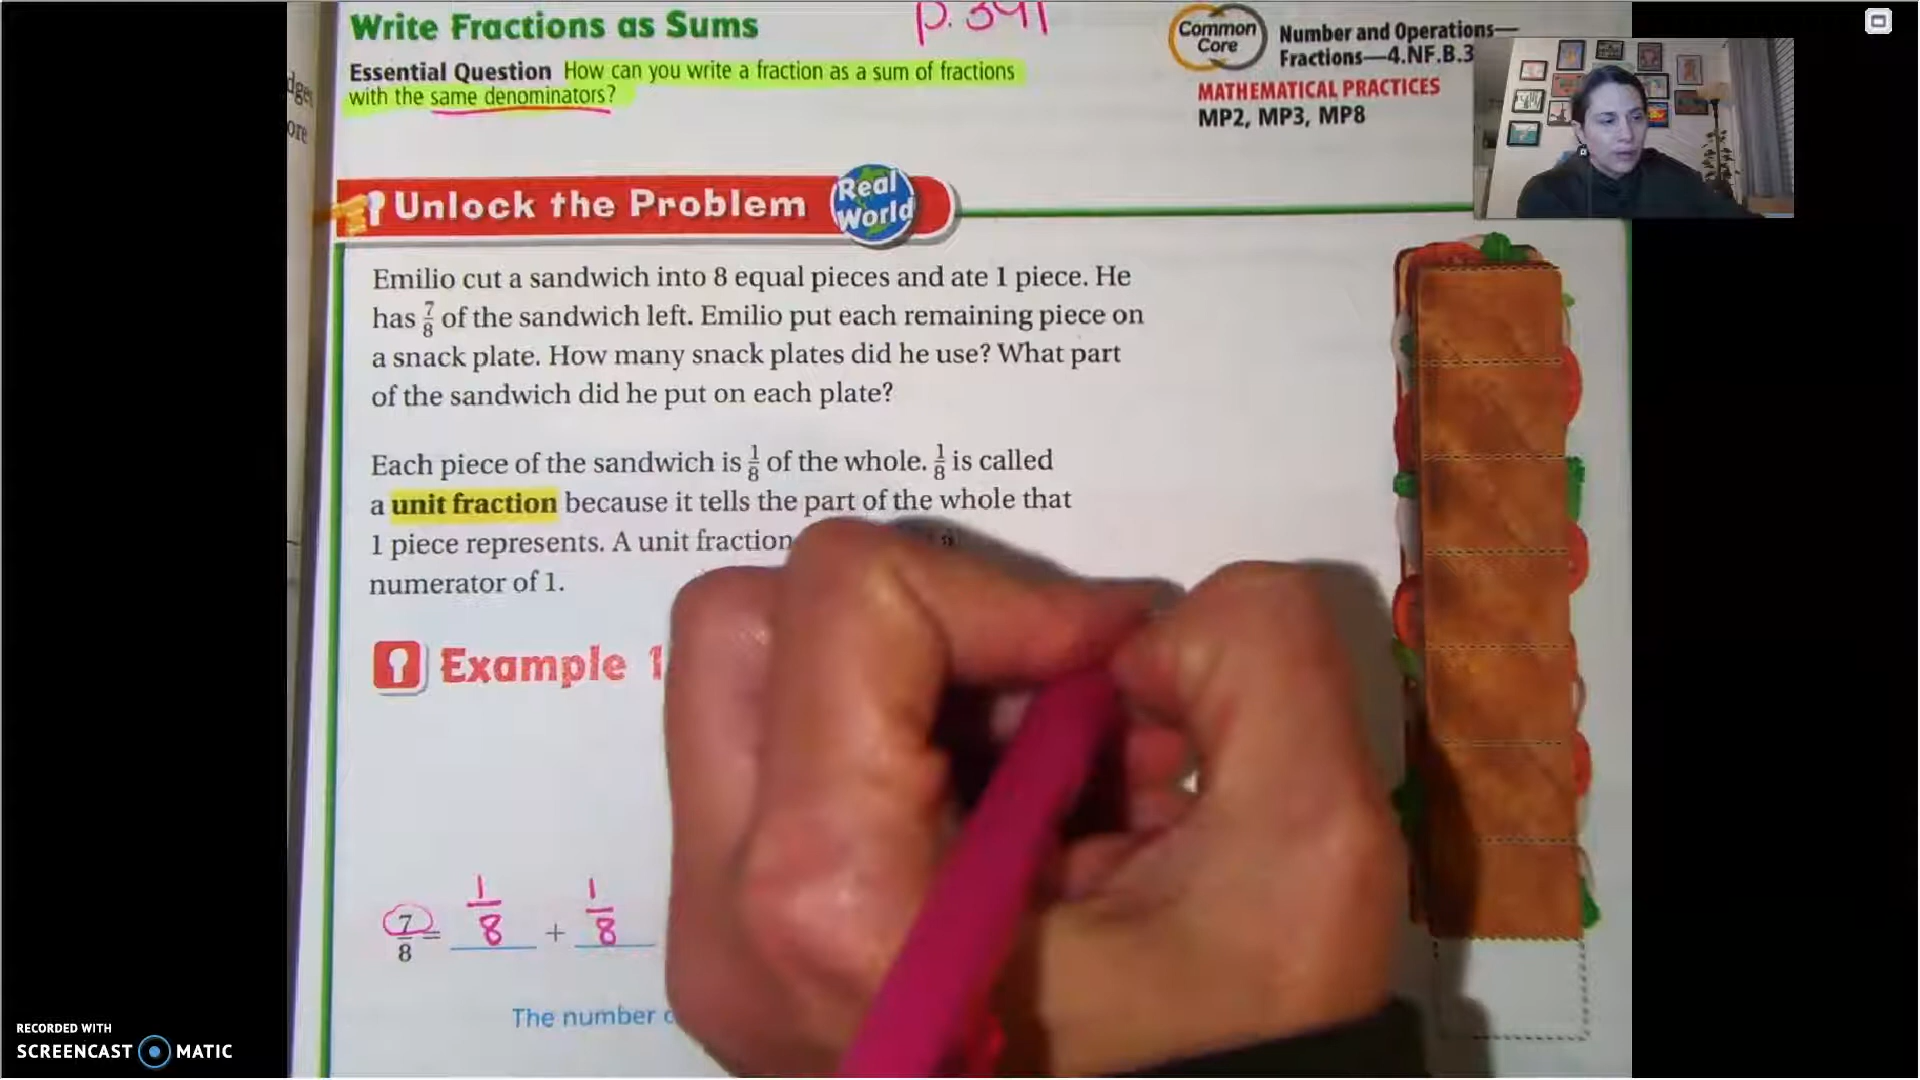 Write Fractions as Sums
p. 341
Common
Core
Number and Operations—
Fractions—4.NF.B.3
Essential Question How can you write a fraction as a sum of fractions
with the same denominators?
MATHEMATICAL PRACTICES
MP2, MP3, MP8
dge
ore
Unlock the Problem
Real
World
Emilio cut a sandwich into 8 equal pieces and ate 1 piece. He
has 7/8 of the sandwich left. Emilio put each remaining piece on
a snack plate. How many snack plates did he use? What part
of the sandwich did he put on each plate?
Each piece of the sandwich is 1/8 of the whole. 1/8 is called
a unit fraction because it tells the part of the whole that
1 piece represents. A unit fraction
numerator of 1.
Example 1
7/8 = 1/8 + 1/8
The number
RECORDED WITH
SCREENCAST MATIC